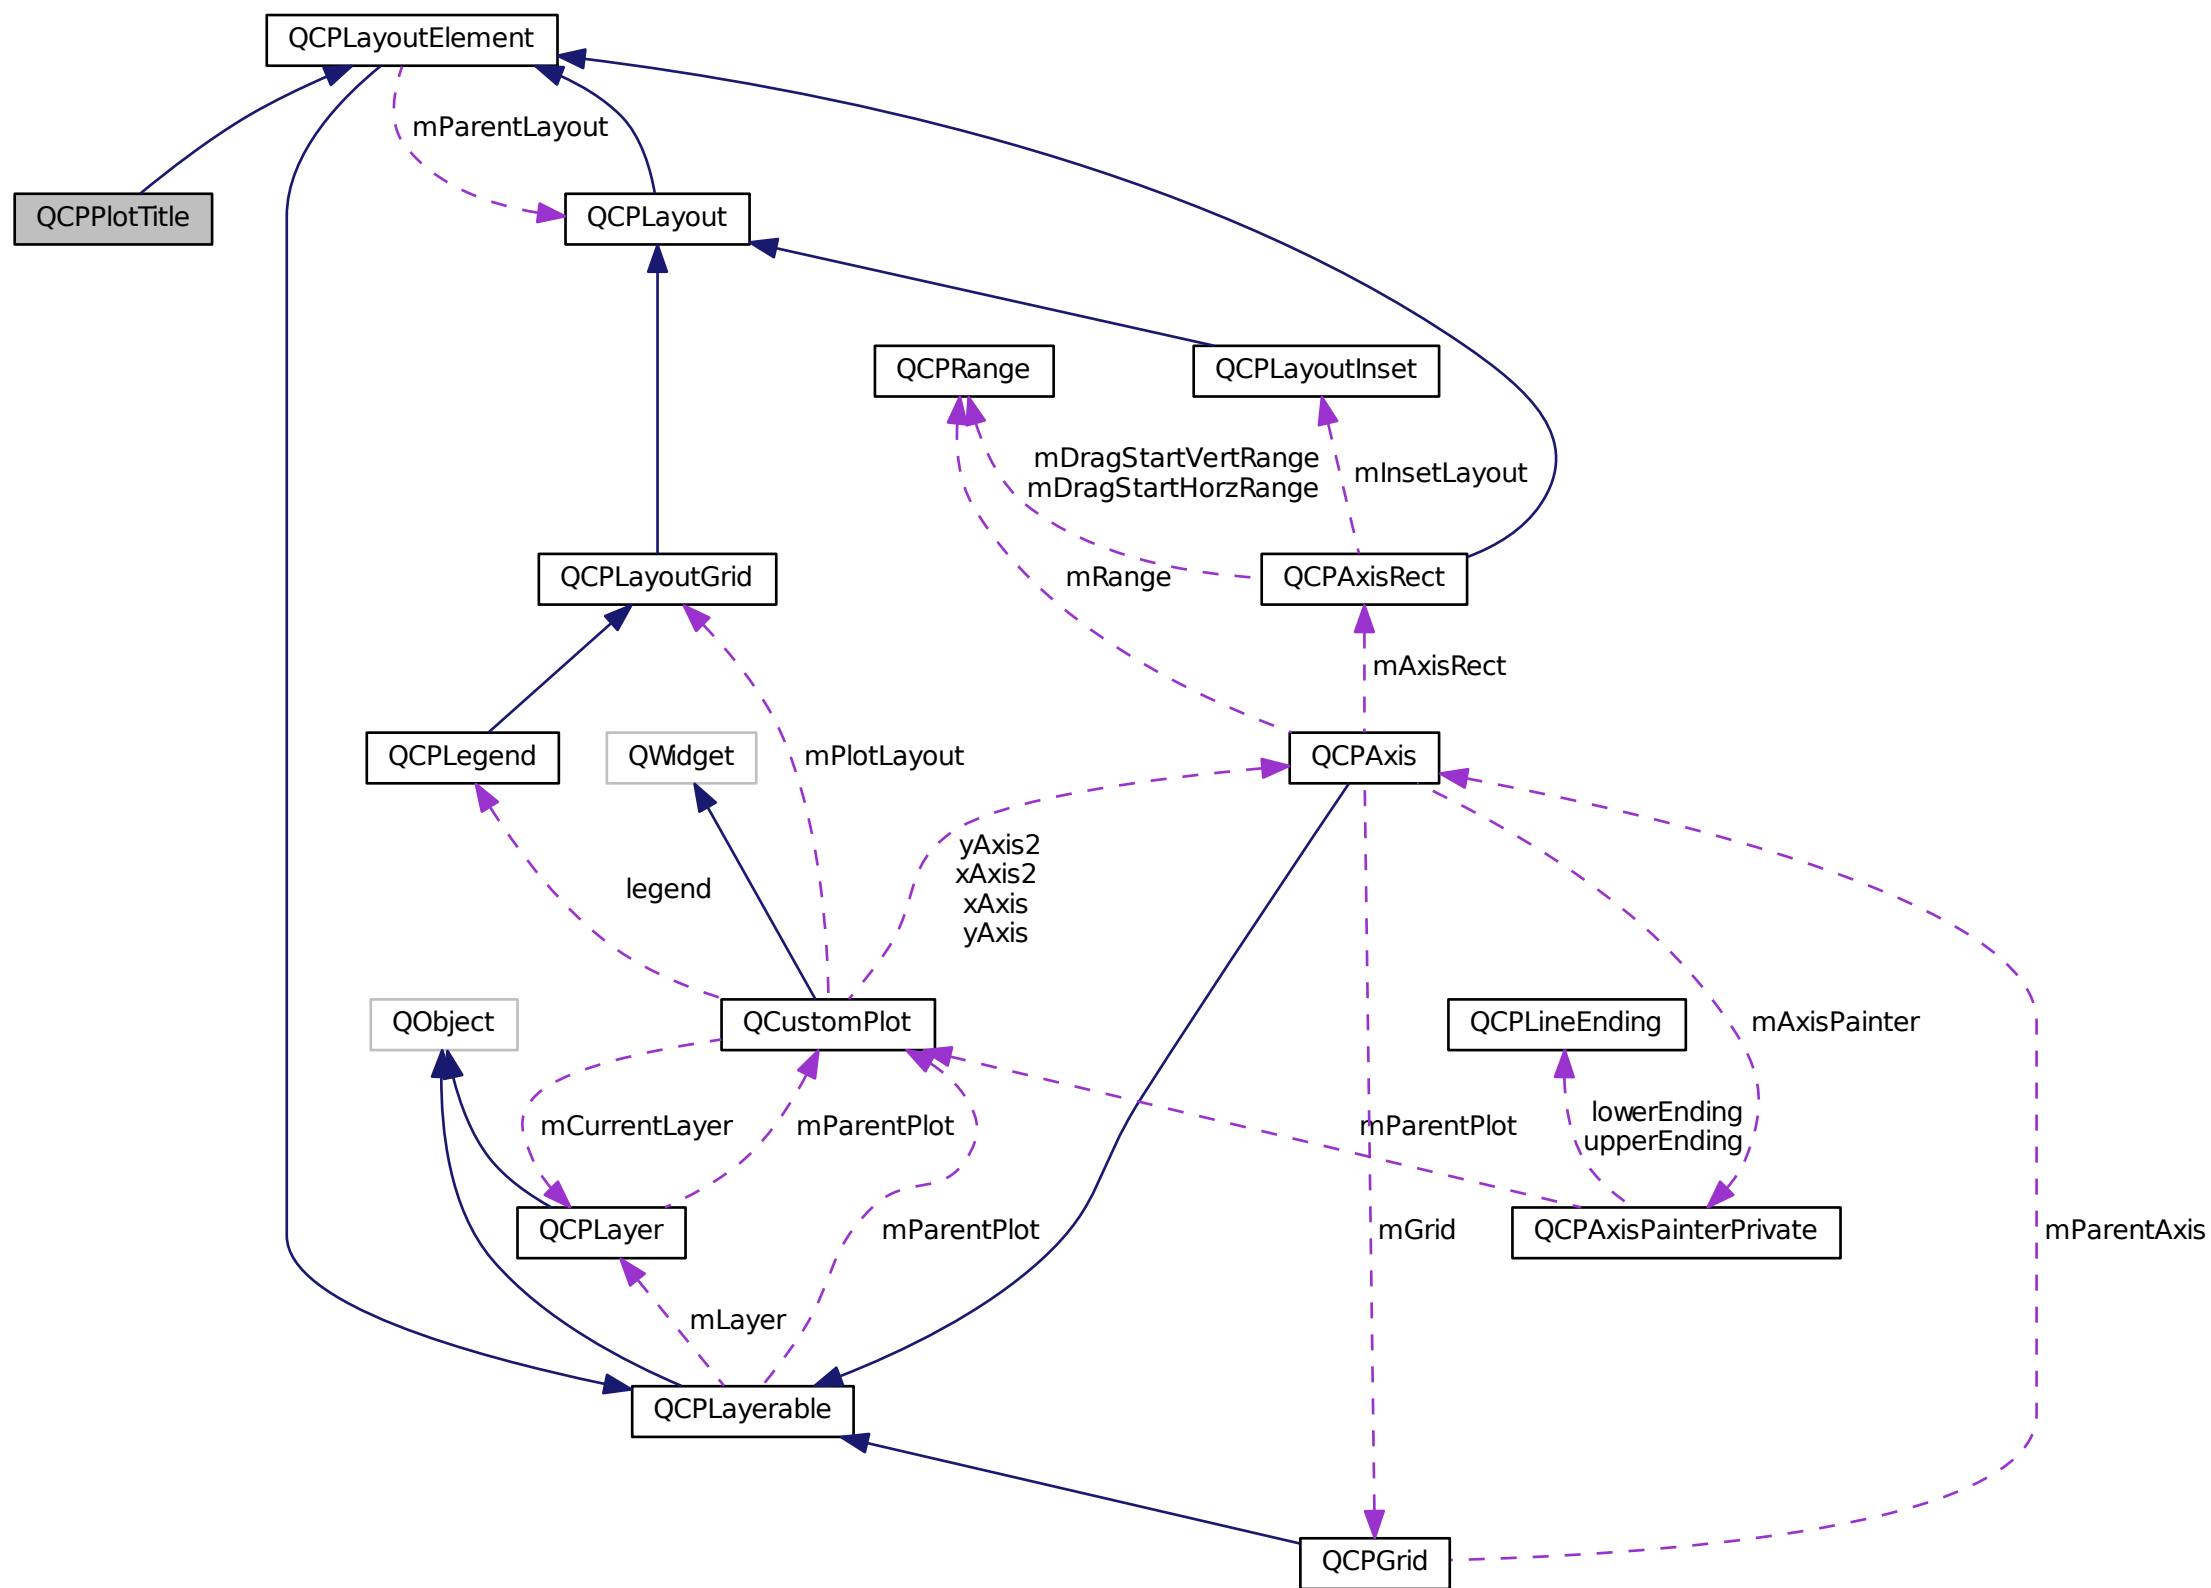 QCPLayoutElement
mParentLayout
QCPPlotTitle
QCPLayout
QCPRange
QCPLayoutInset
mDragStartVertRange
mDragStartHorzRange
mInsetLayout
QCPLayoutGrid
mRange
QCPAxisRect
mAxisRect
QCPLegend
QWidget
mPlotLayout
QCPAxis
yAxis2
xAxis2
xAxis
yAxis
legend
QObject
QCustomPlot
QCPLineEnding
mAxisPainter
mCurrentLayer
mParentPlot
mParentPlot
lowerEnding
upperEnding
QCPLayer
mParentPlot
mGrid
QCPAxisPainterPrivate
mParentAxis
mLayer
QCPLayerable
QCPGrid